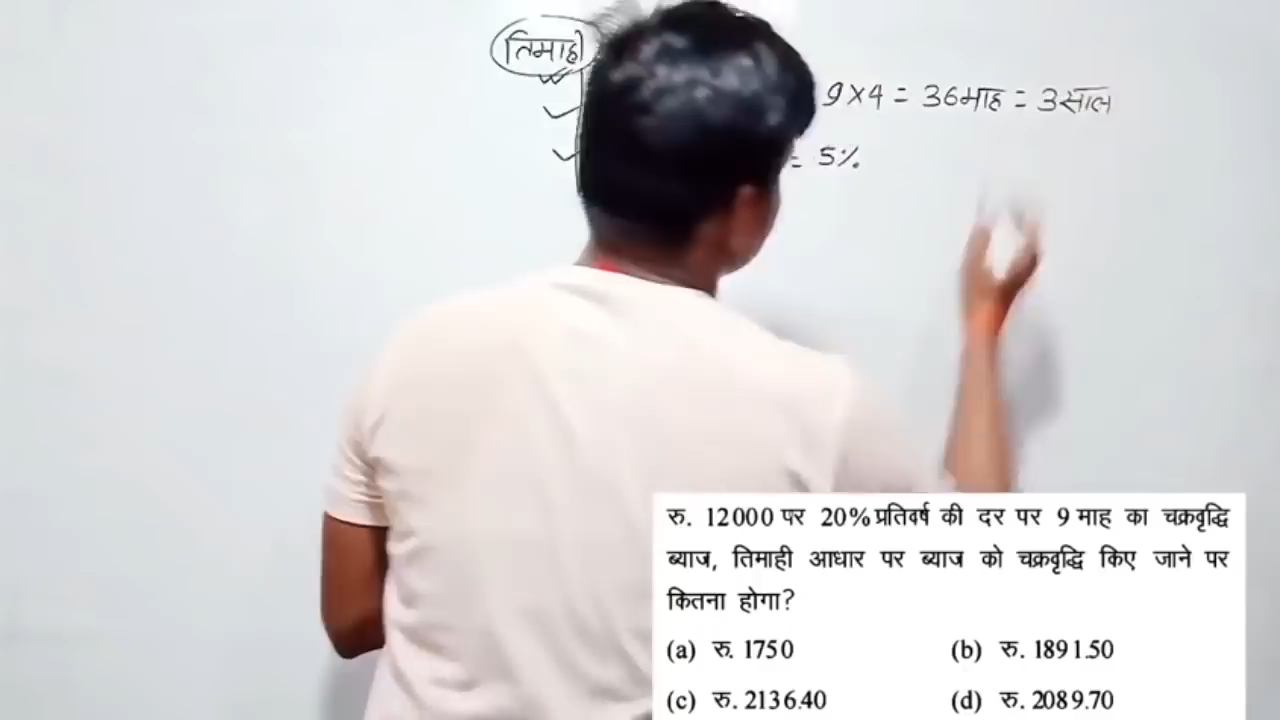 तिमाही
9×4 = 36माह = 3साल
= 5%
रु. 12000 पर 20% प्रतिवर्ष की दर पर 9 माह का चक्रवृद्धि
ब्याज, तिमाही आधार पर ब्याज को चक्रवृद्धि किए जाने पर
कितना होगा?
(a) रु. 1750 (b) रु. 1891.50
(c) रु. 2136.40 (d) रु. 2089.70